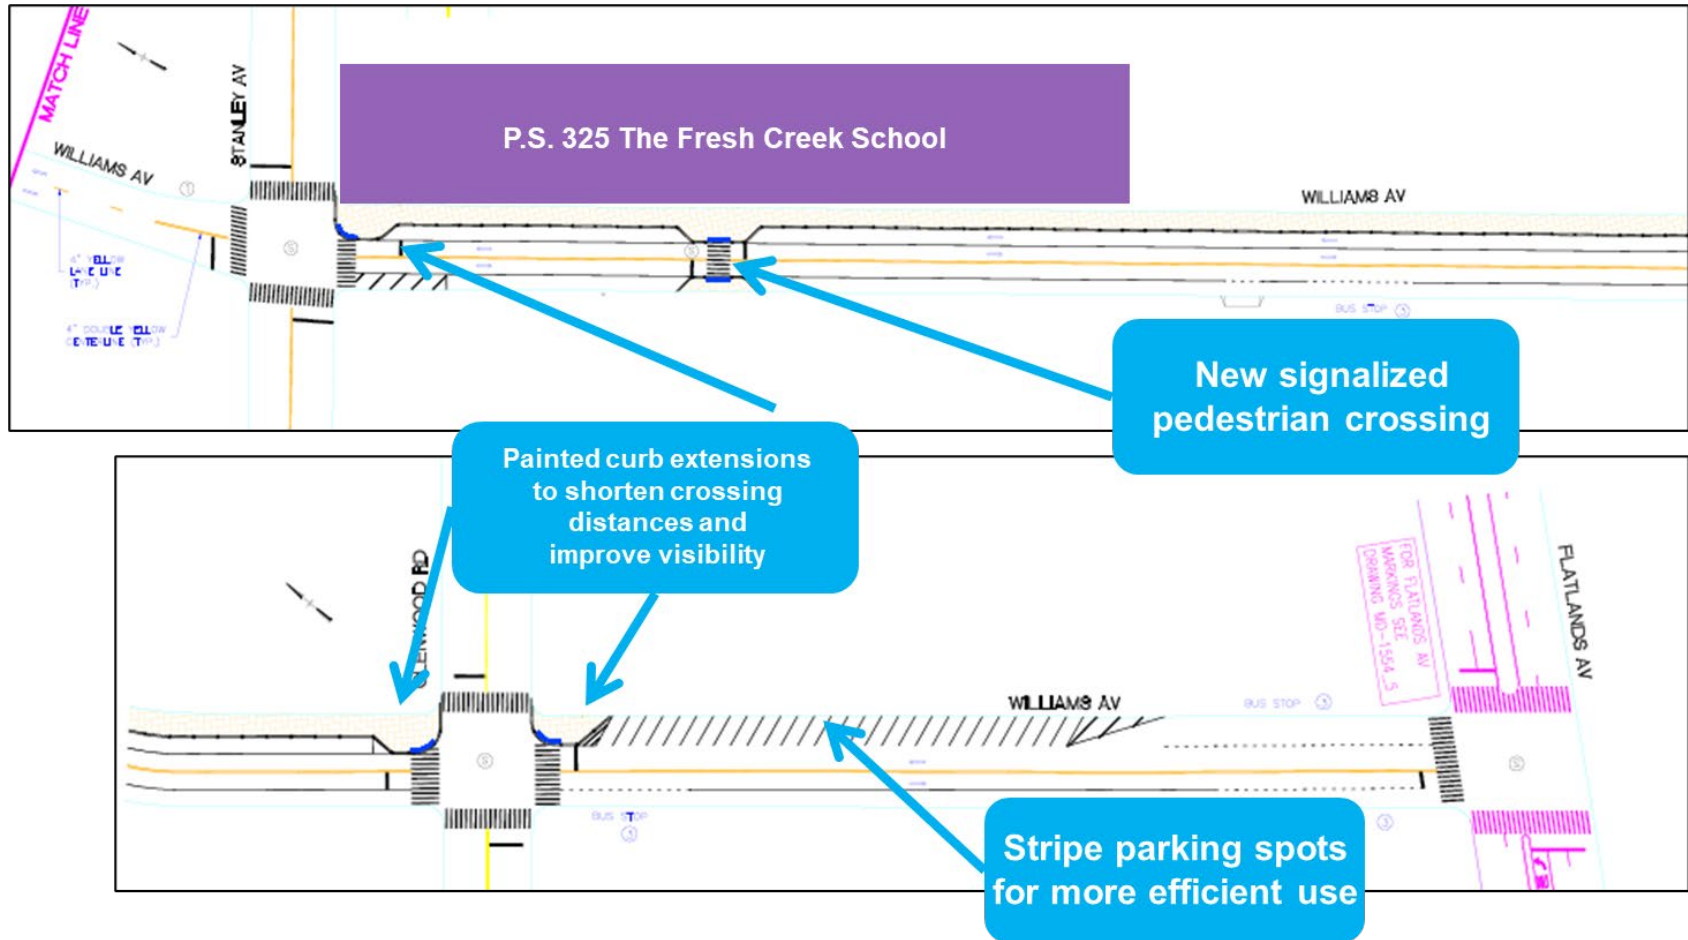 MATCH LINE
STANLEY AV
WILLIAMS AV
P.S. 325 The Fresh Creek School
WILLIAMS AV
YELLOW
LANE LINE
(TYP.)
4" DOUBLE YELLOW
CENTERLINE (TYP.)
BUS STOP
New signalized
pedestrian crossing
Painted curb extensions
to shorten crossing
distances and
improve visibility
GLENWOOD RD
WILLIAMS AV
BUS STOP
BUS STOP
FOR FLATLANDS AV
MARKINGS SEE
DRAWING MD-1554_5
FLATLANDS AV
Stripe parking spots
for more efficient use